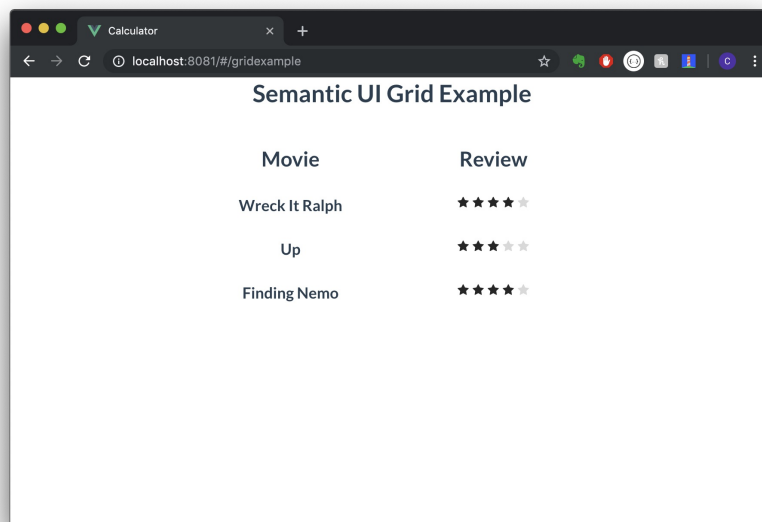 Calculator
localhost:8081/#/gridexample
C
Semantic UI Grid Example
Movie Review
Wreck It Ralph
Up
Finding Nemo